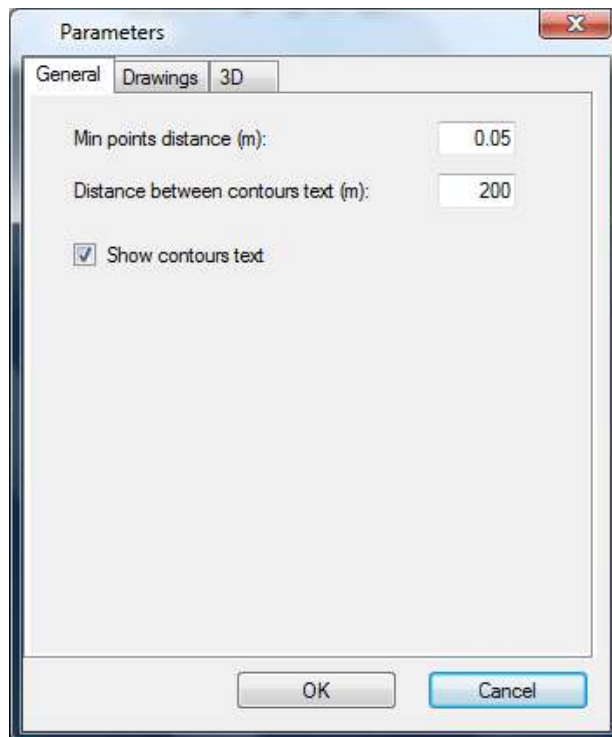 Parameters
General Drawings 3D
Min points distance (m): 0.05
Distance between contours text (m): 200
Show contours text
OK Cancel